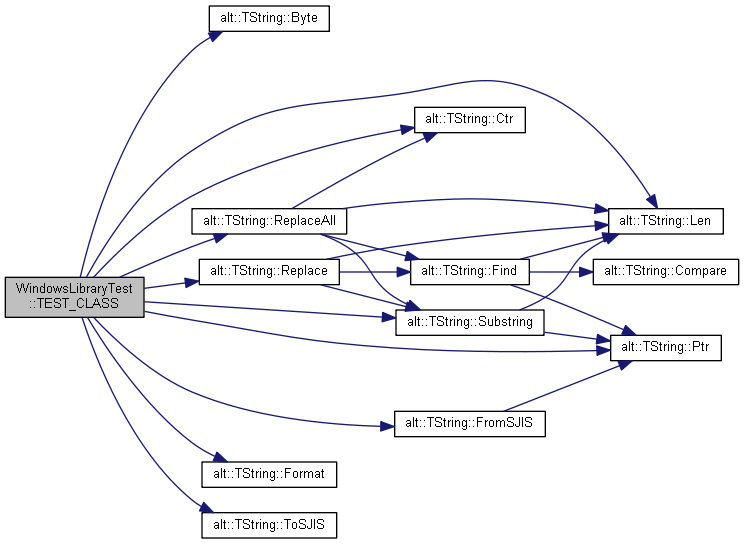 alt::TString::Byte
alt::TString::Ctr
alt::TString::ReplaceAll
alt::TString::Len
alt::TString::Replace
alt::TString::Find
alt::TString::Compare
WindowsLibraryTest
::TEST_CLASS
alt::TString::Substring
alt::TString::Ptr
alt::TString::FromSJIS
alt::TString::Format
alt::TString::ToSJIS